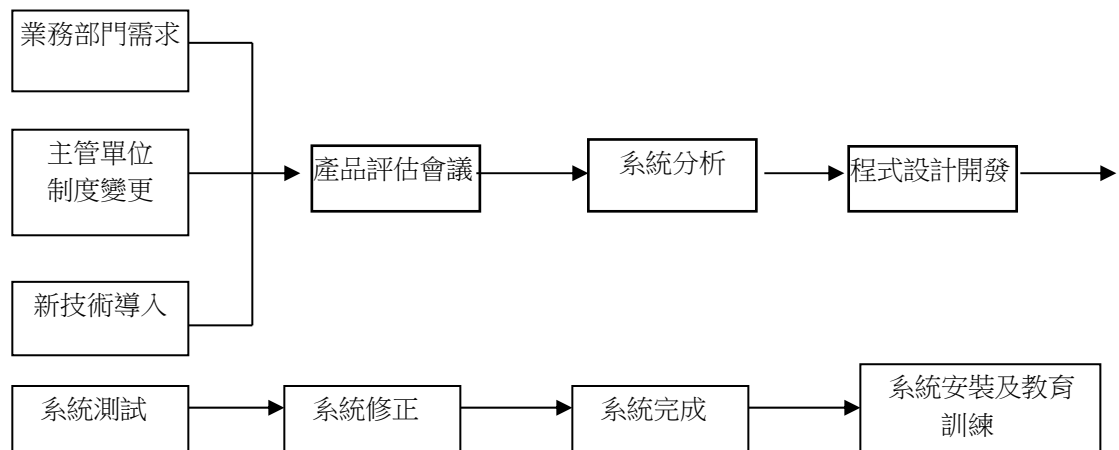 業務部門需求
主管單位
制度變更
新技術導入
產品評估會議
系統分析
程式設計開發
系統測試
系統修正
系統完成
系統安裝及教育
訓練